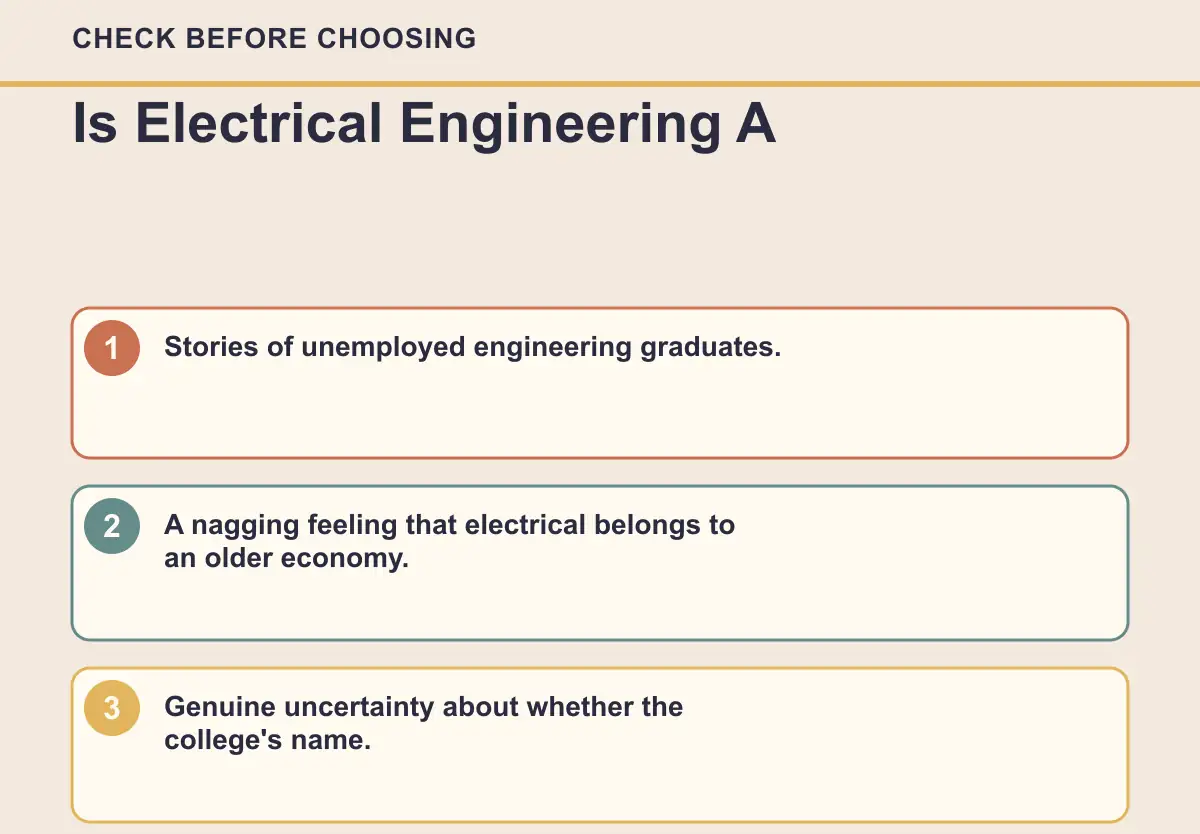 CHECK BEFORE CHOOSING
Is Electrical Engineering A
1
Stories of unemployed engineering graduates.
2
A nagging feeling that electrical belongs to
an older economy.
3
Genuine uncertainty about whether the
college's name.